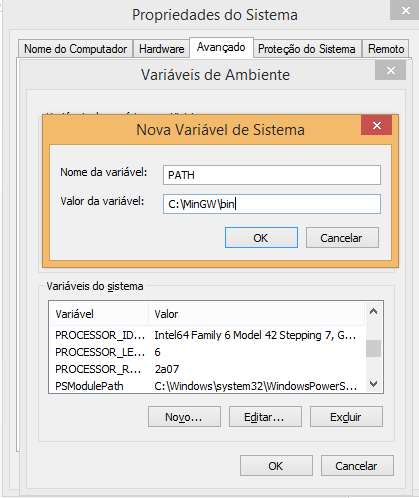 Propriedades do Sistema
Nome do Computador Hardware Avançado Proteção do Sistema Remoto
Variáveis de Ambiente
Nova Variável de Sistema
Nome da variável: PATH
Valor da variável: C:\MinGW\bin
OK Cancelar
Variáveis do sistema
Variável Valor
PROCESSOR_ID... Intel64 Family 6 Model 42 Stepping 7, G...
PROCESSOR_LE... 6
PROCESSOR_R... 2a07
PSModulePath C:\Windows\system32\WindowsPowerS...
Novo... Editar... Excluir
OK Cancelar